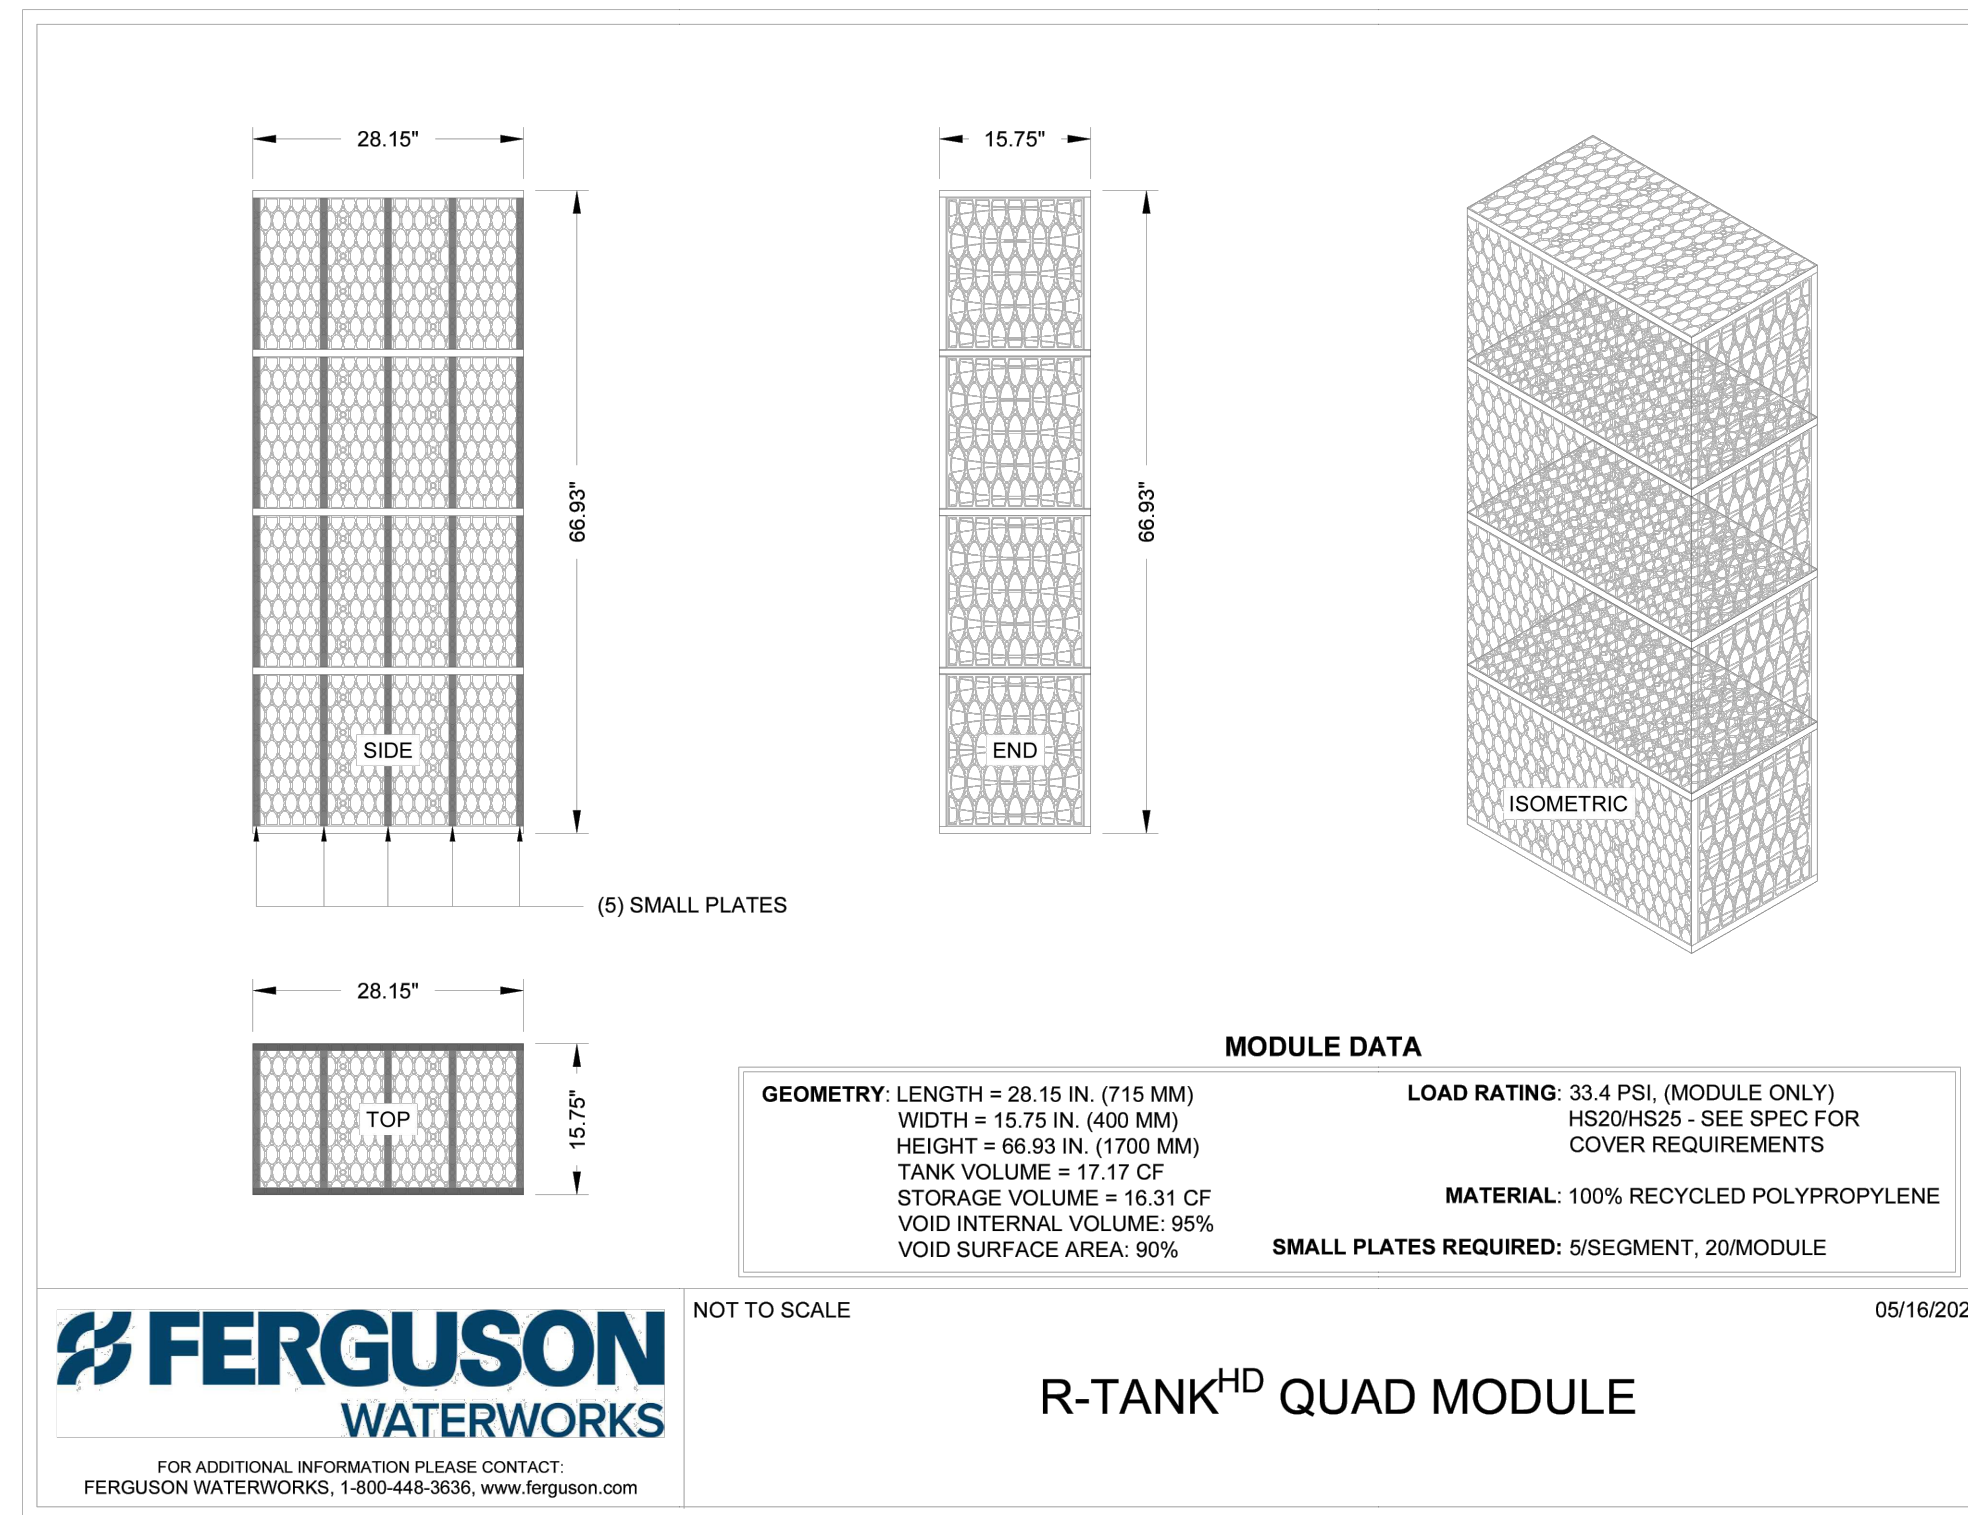 28.15"
15.75"
66.93"
66.93"
SIDE
END
ISOMETRIC
(5) SMALL PLATES
28.15"
TOP
15.75"
MODULE DATA
GEOMETRY: LENGTH = 28.15 IN. (715 MM)
WIDTH = 15.75 IN. (400 MM)
HEIGHT = 66.93 IN. (1700 MM)
TANK VOLUME = 17.17 CF
STORAGE VOLUME = 16.31 CF
VOID INTERNAL VOLUME: 95%
VOID SURFACE AREA: 90%
LOAD RATING: 33.4 PSI, (MODULE ONLY)
HS20/HS25 - SEE SPEC FOR
COVER REQUIREMENTS
MATERIAL: 100% RECYCLED POLYPROPYLENE
SMALL PLATES REQUIRED: 5/SEGMENT, 20/MODULE
FERGUSON
WATERWORKS
FOR ADDITIONAL INFORMATION PLEASE CONTACT:
FERGUSON WATERWORKS, 1-800-448-3636, www.ferguson.com
NOT TO SCALE
05/16/202
R-TANKHD QUAD MODULE